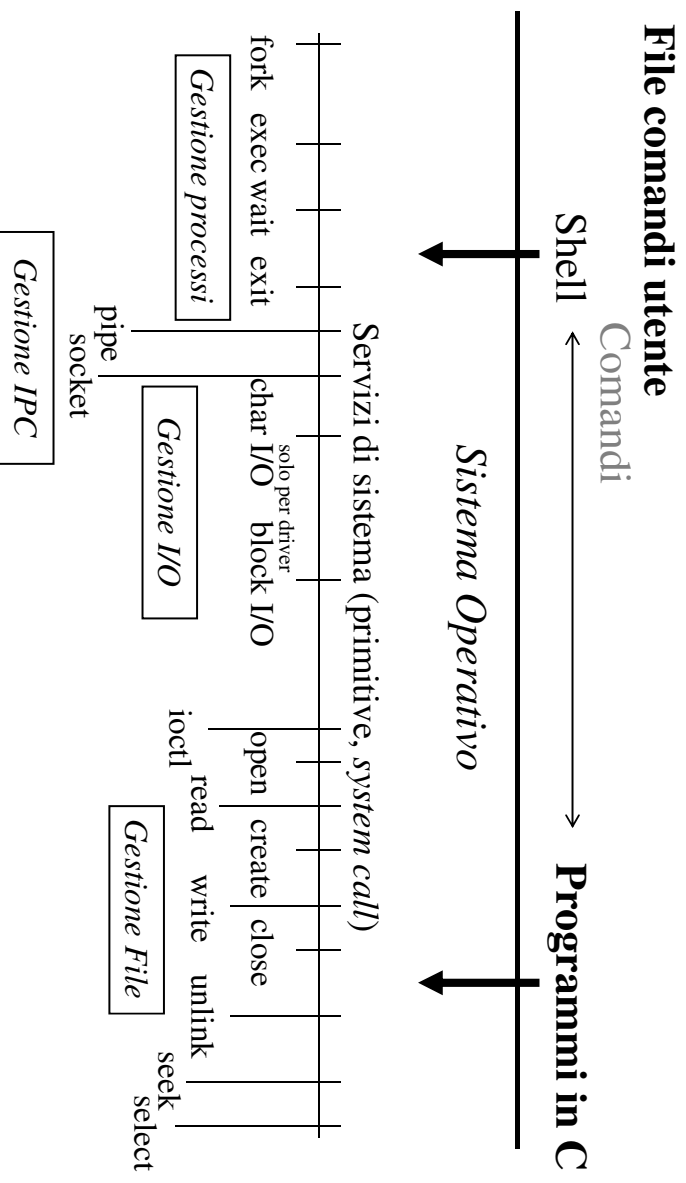 File comandi utente
Comandi
Shell
Programmi in C
Sistema Operativo
Servizi di sistema (primitive, system call)
solo per driver
fork exec wait exit char I/O block I/O open create close
read write unlink
ioctl
seek
select
pipe
socket
Gestione processi
Gestione I/O
Gestione File
Gestione IPC